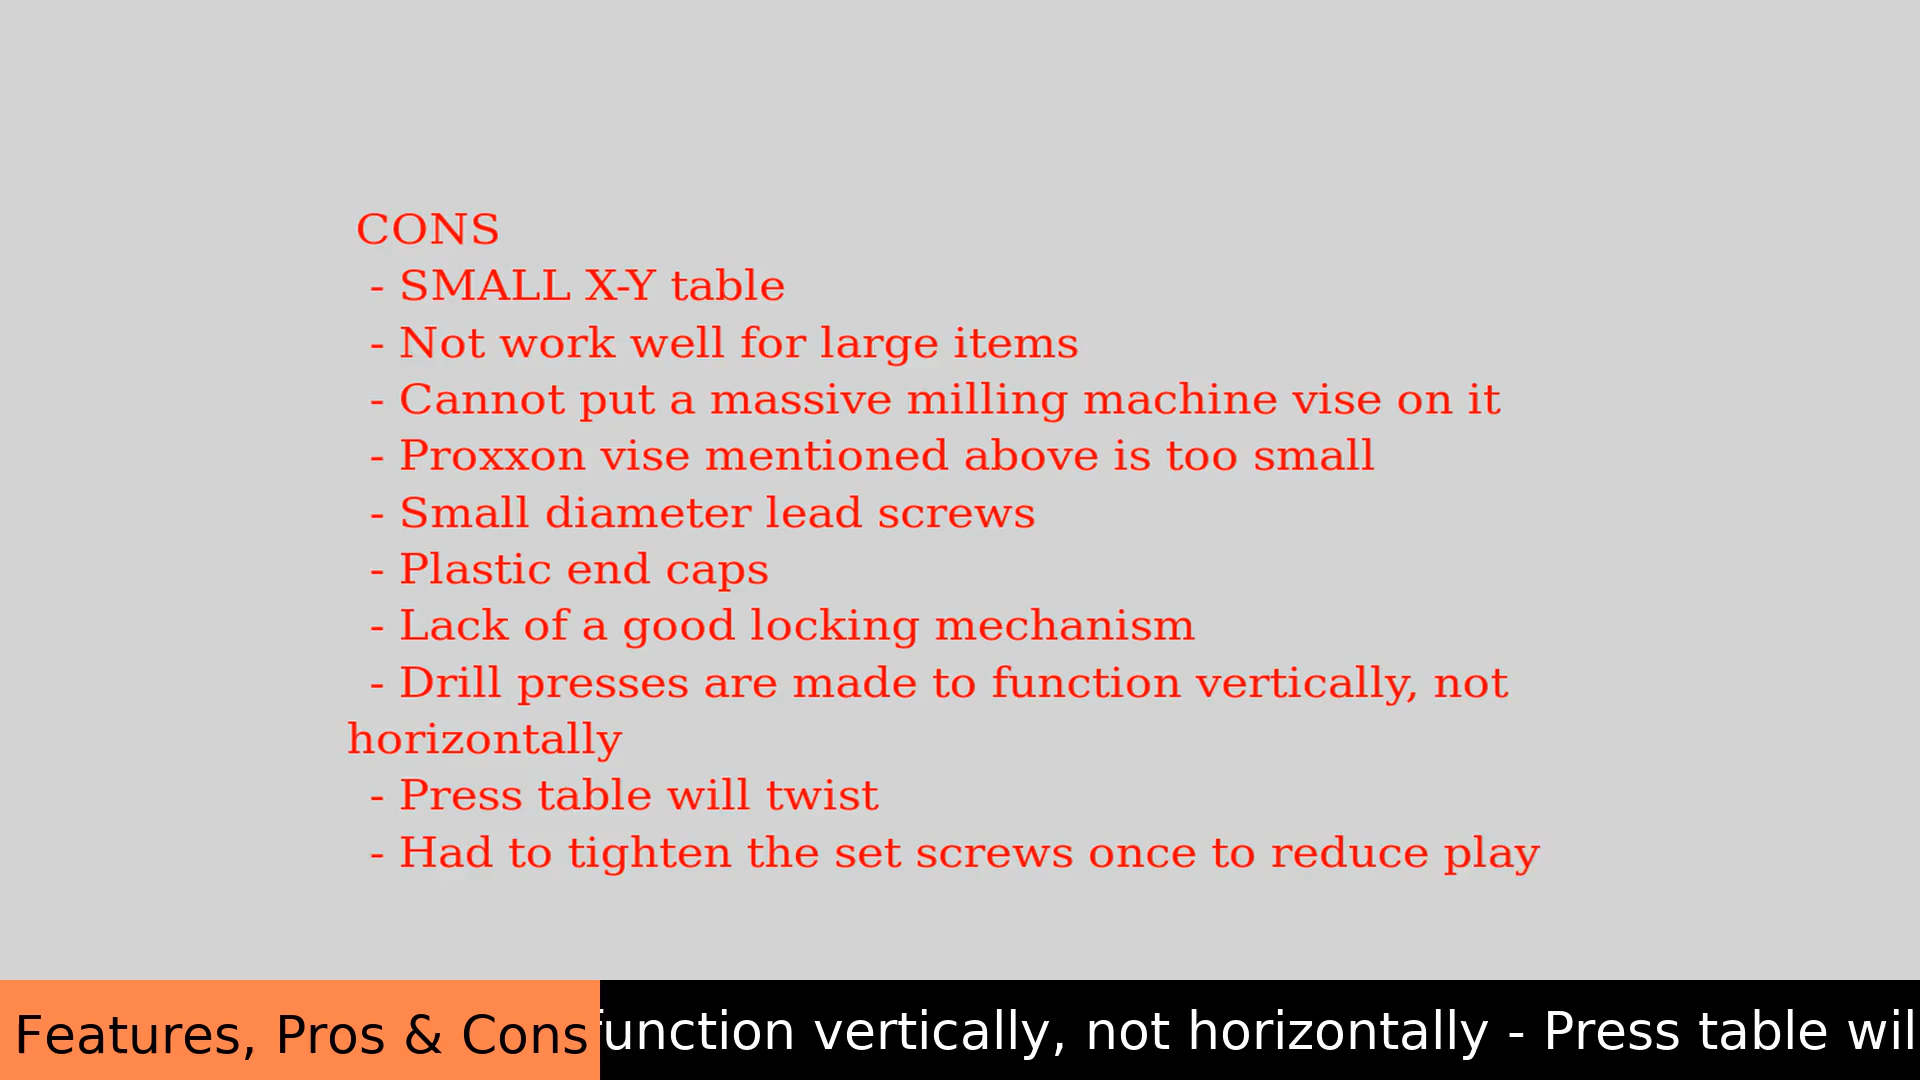 CONS
- SMALL X-Y table
- Not work well for large items
- Cannot put a massive milling machine vise on it
- Proxxon vise mentioned above is too small
- Small diameter lead screws
- Plastic end caps
- Lack of a good locking mechanism
- Drill presses are made to function vertically, not
horizontally
- Press table will twist
- Had to tighten the set screws once to reduce play
Features, Pros & Cons
function vertically, not horizontally - Press table wil